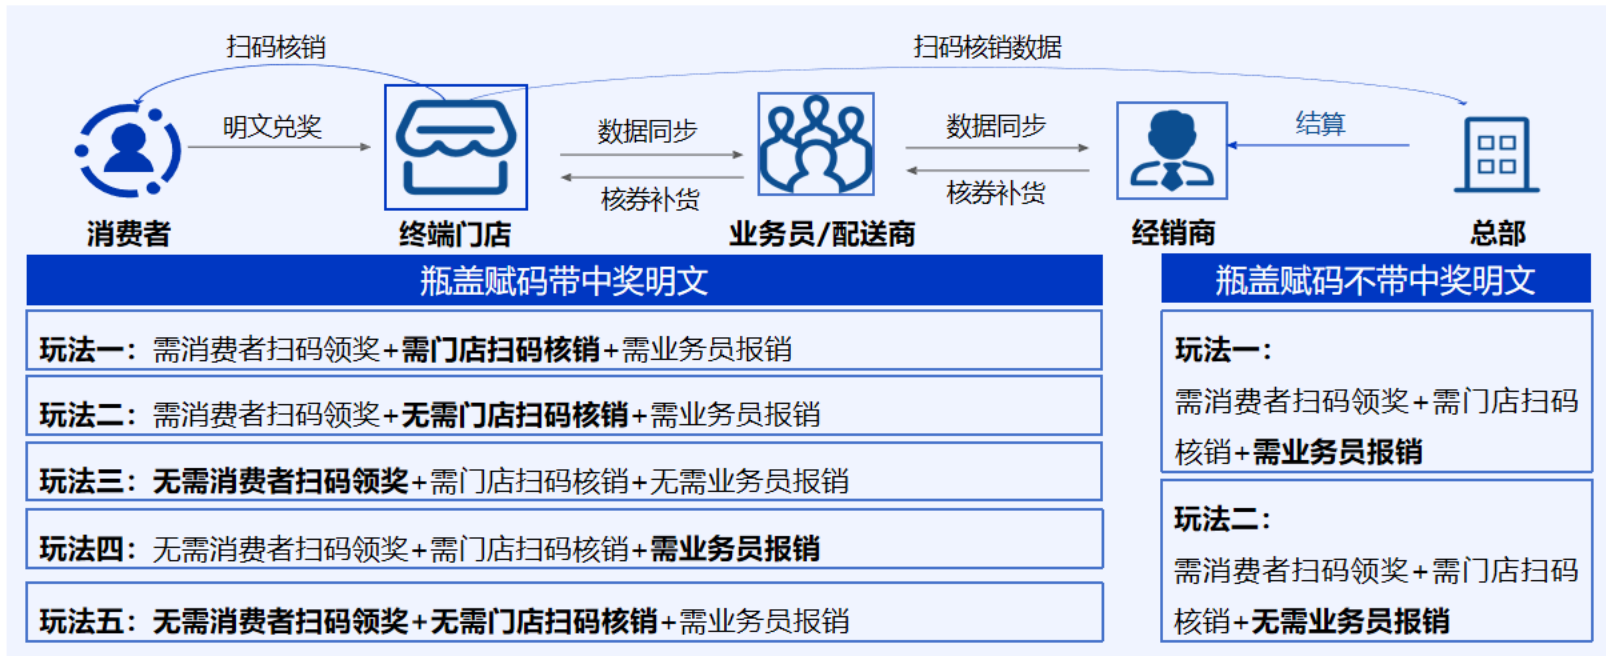 扫码核销
扫码核销数据
明文兑奖
数据同步
数据同步
结算
核券补货
核券补货
消费者
终端门店
业务员/配送商
经销商
总部
瓶盖赋码带中奖明文
玩法一：需消费者扫码领奖+需门店扫码核销+需业务员报销
玩法二：需消费者扫码领奖+无需门店扫码核销+需业务员报销
玩法三：无需消费者扫码领奖+需门店扫码核销+无需业务员报销
玩法四：无需消费者扫码领奖+需门店扫码核销+需业务员报销
玩法五：无需消费者扫码领奖+无需门店扫码核销+需业务员报销
瓶盖赋码不带中奖明文
玩法一：
需消费者扫码领奖+需门店扫码
核销+需业务员报销
玩法二：
需消费者扫码领奖+需门店扫码
核销+无需业务员报销